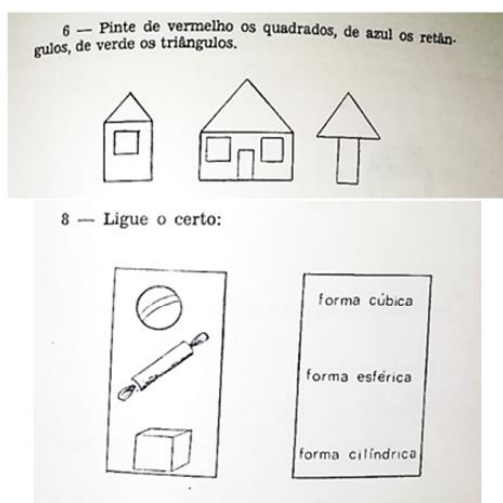 6 — Pinte de vermelho os quadrados, de azul os retân-
gulos, de verde os triângulos.
8 — Ligue o certo:
forma cúbica
forma esférica
forma cilíndrica